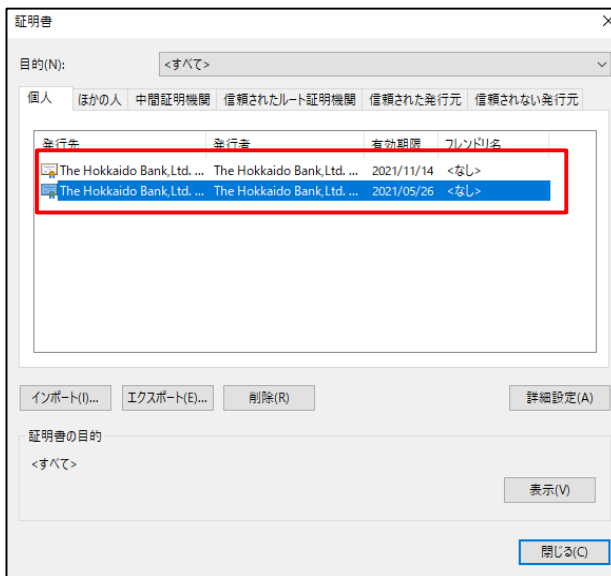 証明書
目的(N): <すべて>
個人 ほかの人 中間証明機関 信頼されたルート証明機関 信頼された発行元 信頼されない発行元
発行先 発行者 有効期限 フレンドリ名
The Hokkaido Bank,Ltd. ... The Hokkaido Bank,Ltd. ... 2021/11/14 <なし>
The Hokkaido Bank,Ltd. ... The Hokkaido Bank,Ltd. ... 2021/05/26 <なし>
インポート(I)... エクスポート(E)... 削除(R) 詳細設定(A)
証明書の目的
<すべて>
表示(V)
閉じる(C)